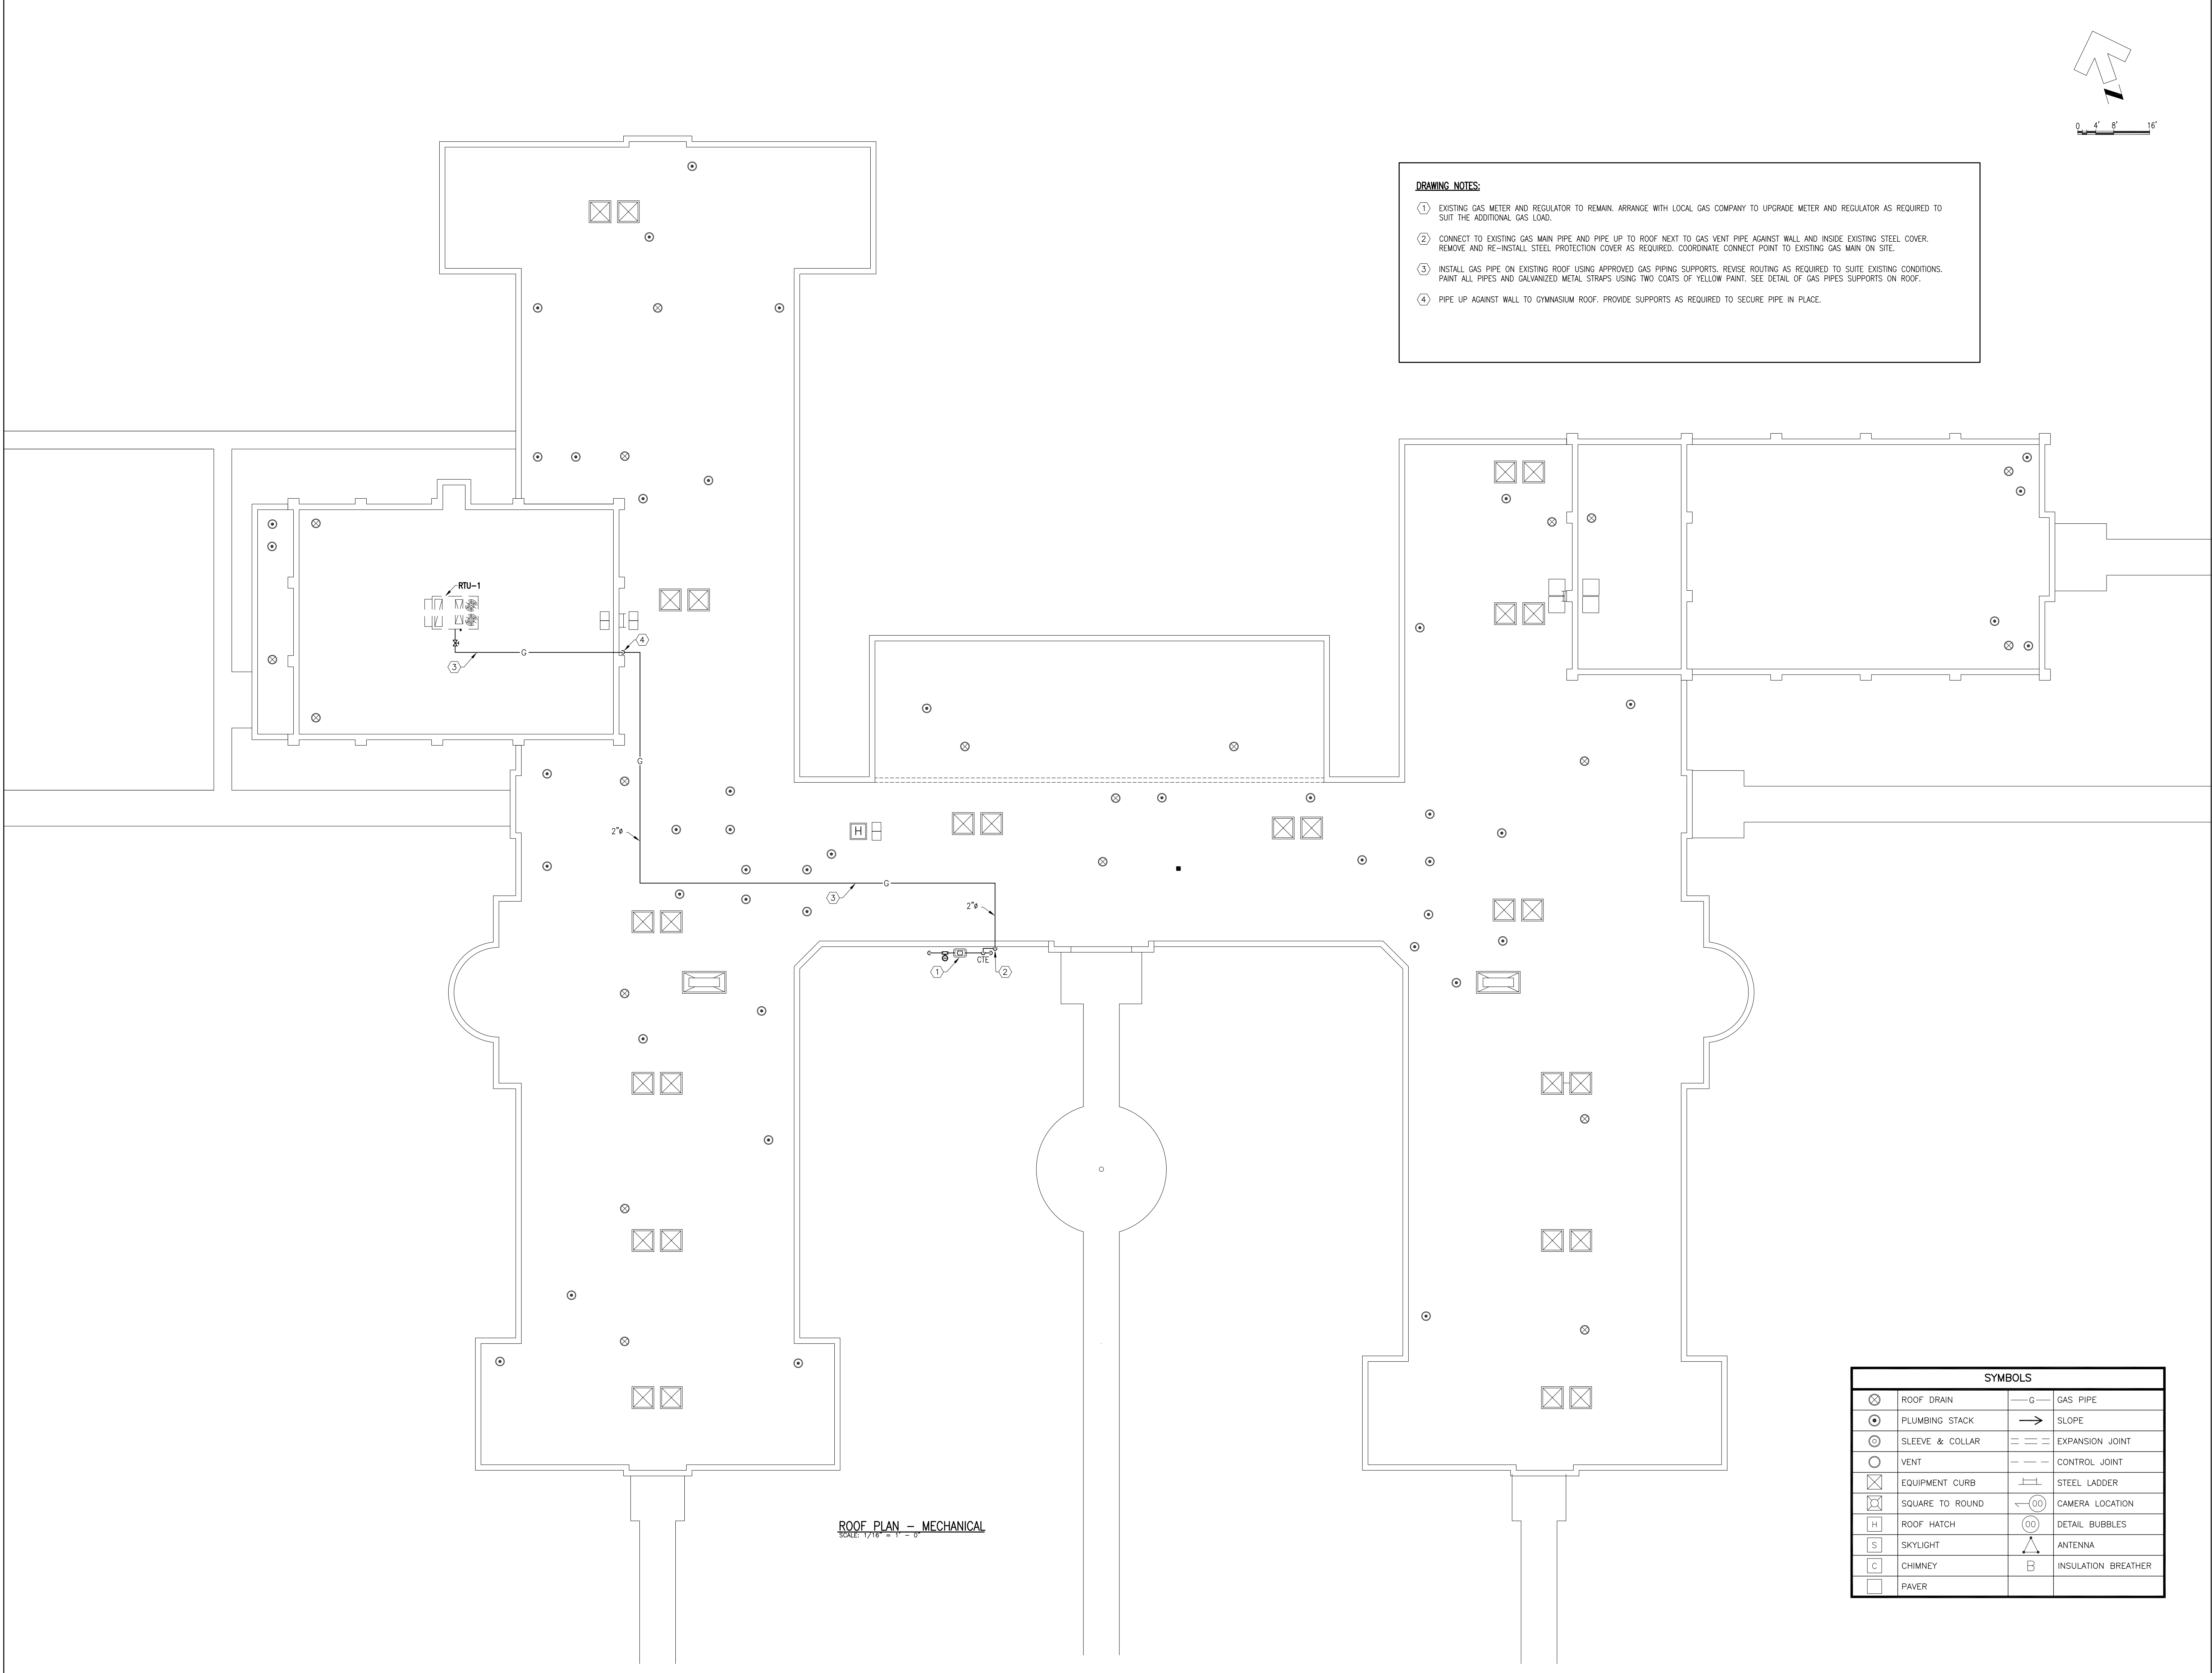 0 4' 8' 16'
DRAWING NOTES:
1 EXISTING GAS METER AND REGULATOR TO REMAIN. ARRANGE WITH LOCAL GAS COMPANY TO UPGRADE METER AND REGULATOR AS REQUIRED TO
SUIT THE ADDITIONAL GAS LOAD.
2 CONNECT TO EXISTING GAS MAIN PIPE AND PIPE UP TO ROOF NEXT TO GAS VENT PIPE AGAINST WALL AND INSIDE EXISTING STEEL COVER.
REMOVE AND RE-INSTALL STEEL PROTECTION COVER AS REQUIRED. COORDINATE CONNECT POINT TO EXISTING GAS MAIN ON SITE.
3 INSTALL GAS PIPE ON EXISTING ROOF USING APPROVED GAS PIPING SUPPORTS. REVISE ROUTING AS REQUIRED TO SUITE EXISTING CONDITIONS.
PAINT ALL PIPES AND GALVANIZED METAL STRAPS USING TWO COATS OF YELLOW PAINT. SEE DETAIL OF GAS PIPES SUPPORTS ON ROOF.
4 PIPE UP AGAINST WALL TO GYMNASIUM ROOF. PROVIDE SUPPORTS AS REQUIRED TO SECURE PIPE IN PLACE.
RTU-1
4
G
3
G
2"ø
H
G
3
2"ø
CTE
1
2
ROOF PLAN - MECHANICAL
SCALE: 1/16" = 1' - 0"
SYMBOLS
ROOF DRAIN G GAS PIPE
PLUMBING STACK SLOPE
SLEEVE & COLLAR EXPANSION JOINT
VENT CONTROL JOINT
EQUIPMENT CURB STEEL LADDER
SQUARE TO ROUND 00 CAMERA LOCATION
H ROOF HATCH 00 DETAIL BUBBLES
S SKYLIGHT ANTENNA
C CHIMNEY B INSULATION BREATHER
PAVER